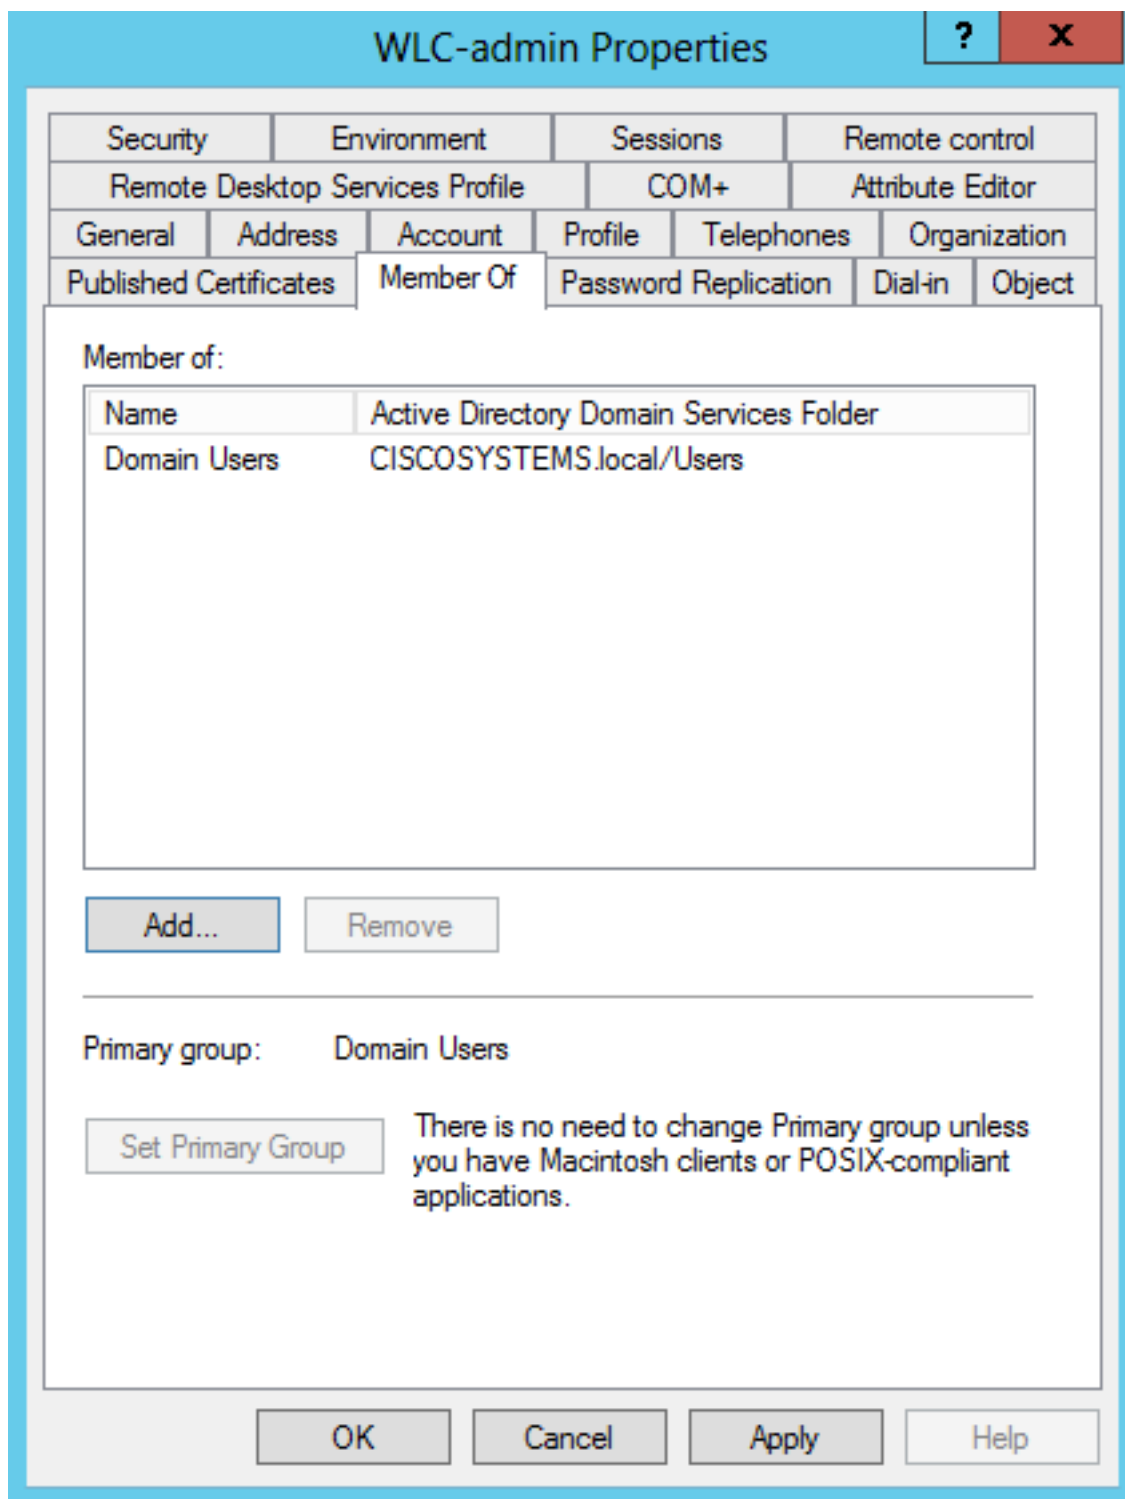 WLC-admin Properties
? x
Security Environment Sessions Remote control
Remote Desktop Services Profile COM+ Attribute Editor
General Address Account Profile Telephones Organization
Published Certificates Member Of Password Replication Dial-in Object
Member of:
Name Active Directory Domain Services Folder
Domain Users CISCOSYSTEMS.local/Users
Add... Remove
Primary group: Domain Users
Set Primary Group
There is no need to change Primary group unless
you have Macintosh clients or POSIX-compliant
applications.
OK Cancel Apply Help